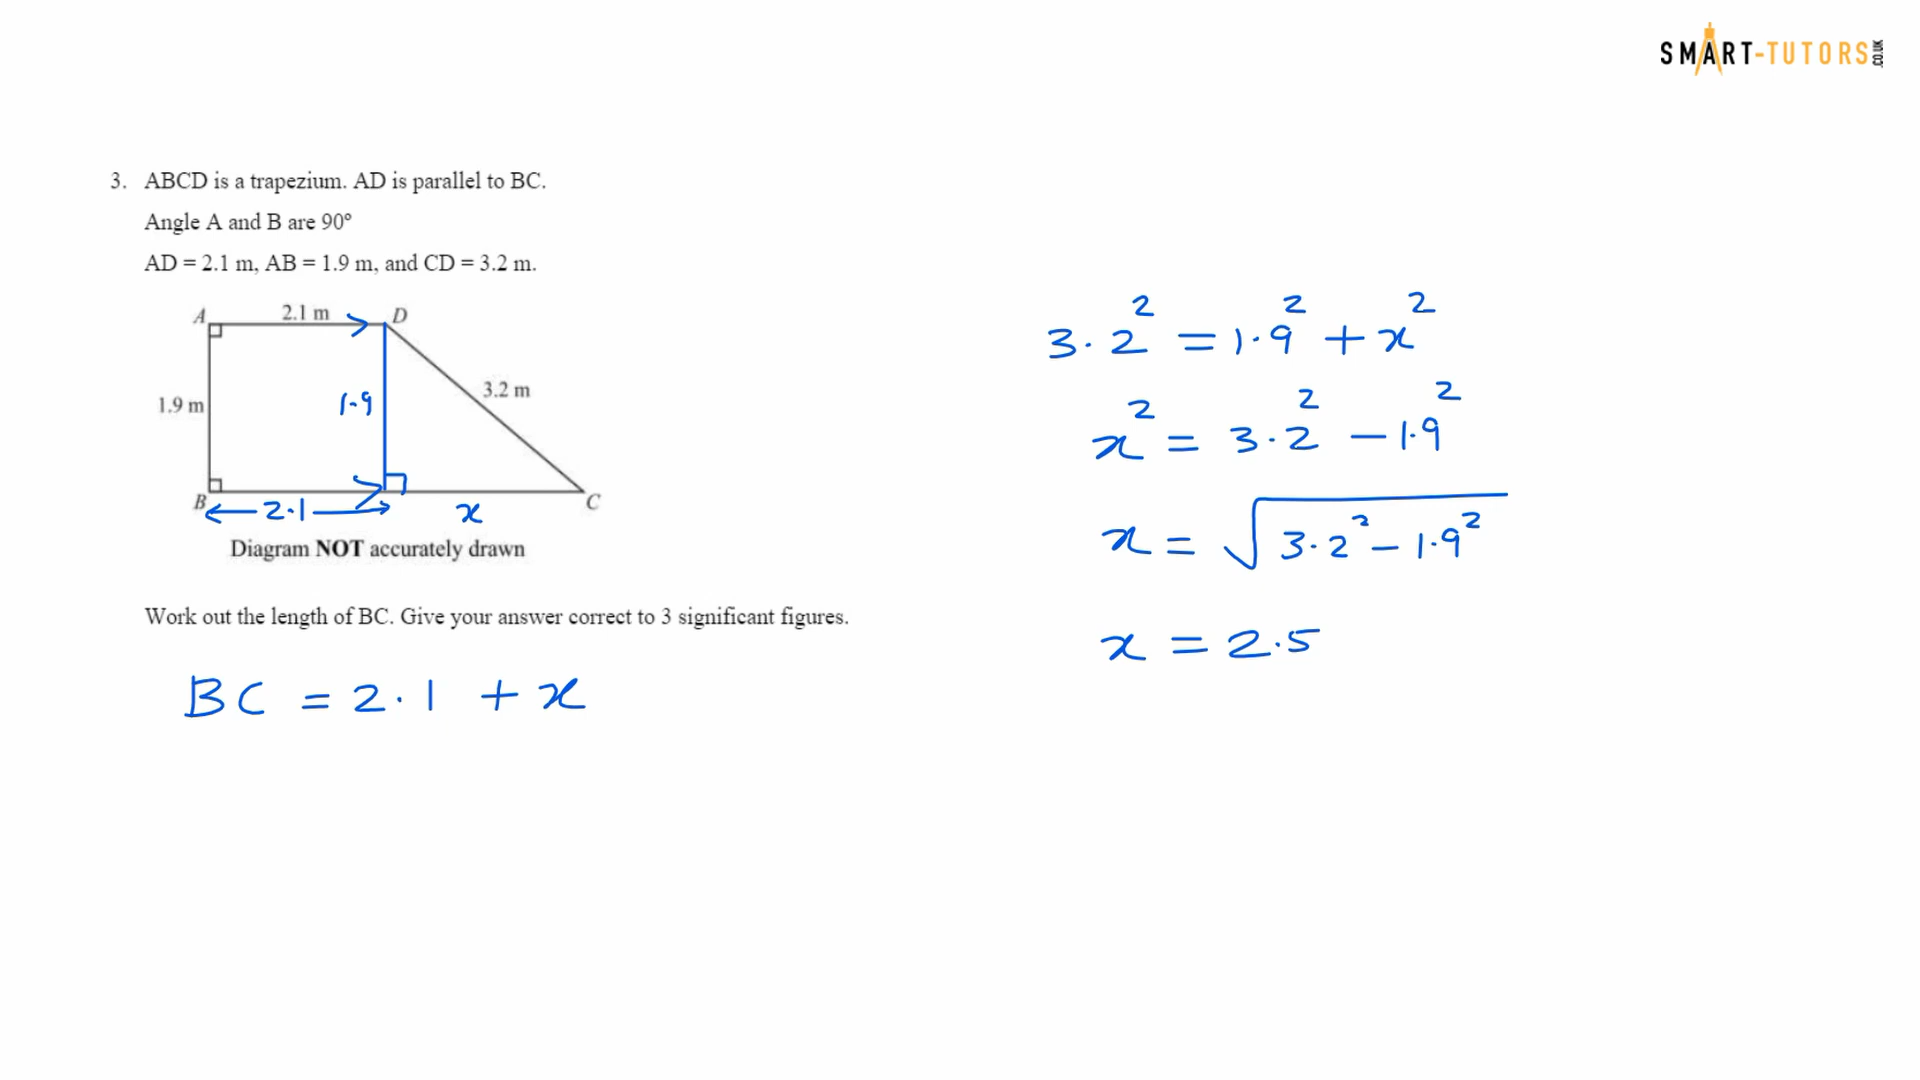 SMART-TUTORS.CO.UK
3. ABCD is a trapezium. AD is parallel to BC.
Angle A and B are 90°
AD = 2.1 m, AB = 1.9 m, and CD = 3.2 m.
A 2.1 m D
1.9 m 1.9 3.2 m
B 2.1 x C
Diagram NOT accurately drawn
Work out the length of BC. Give your answer correct to 3 significant figures.
BC = 2.1 + x
3.2² = 1.9² + x²
x² = 3.2² - 1.9²
x = √3.2² - 1.9²
x = 2.5